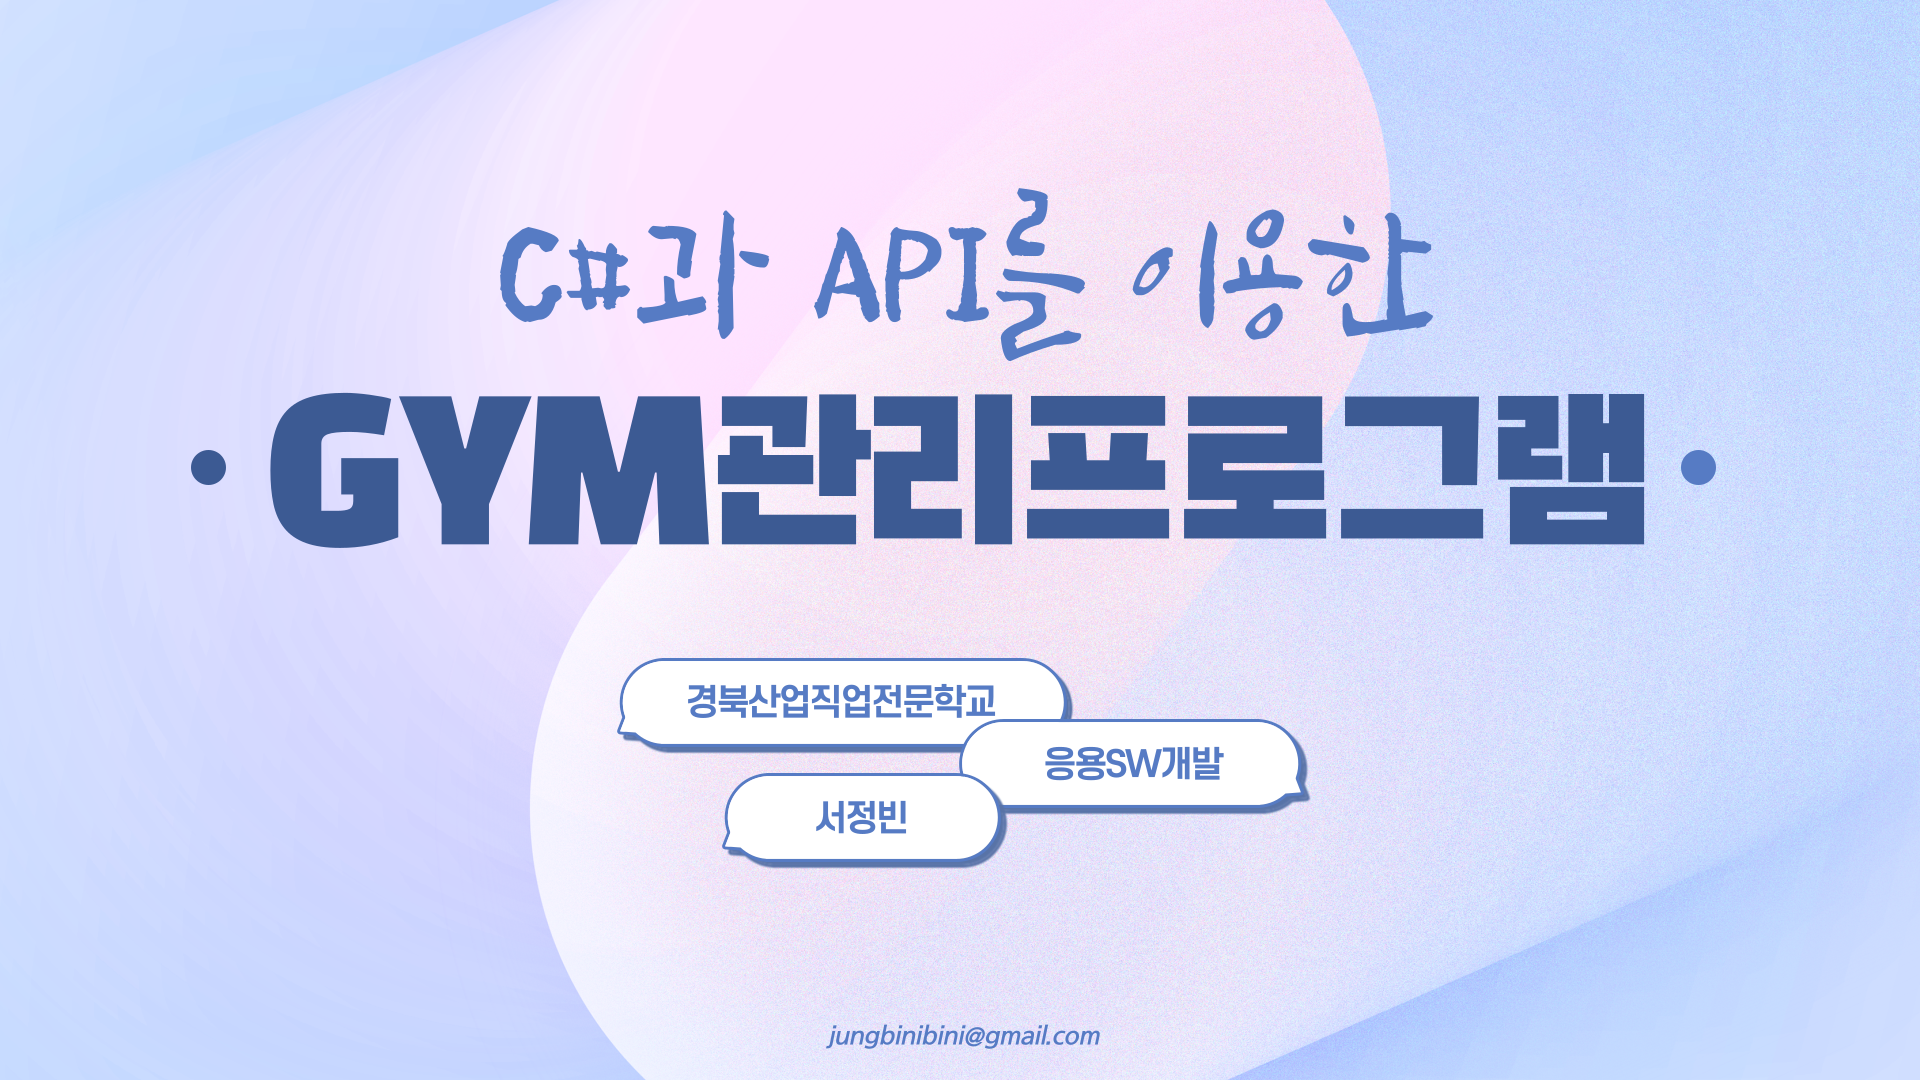 C#과 API를 이용한
GYM관리프로그램
경북산업직업전문학교
응용SW개발
서정빈
jungbinibini@gmail.com